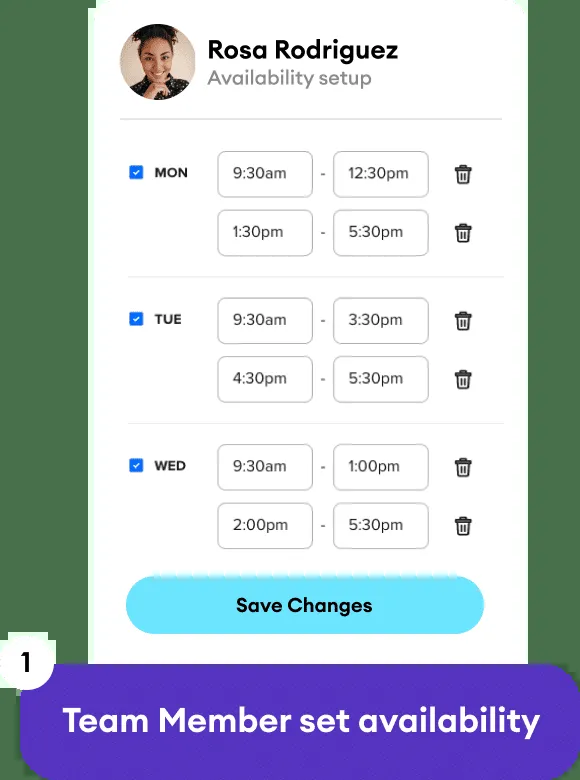 Rosa Rodriguez
Availability setup
MON 9:30am - 12:30pm
1:30pm - 5:30pm
TUE 9:30am - 3:30pm
4:30pm - 5:30pm
WED 9:30am - 1:00pm
2:00pm - 5:30pm
Save Changes
1
Team Member set availability